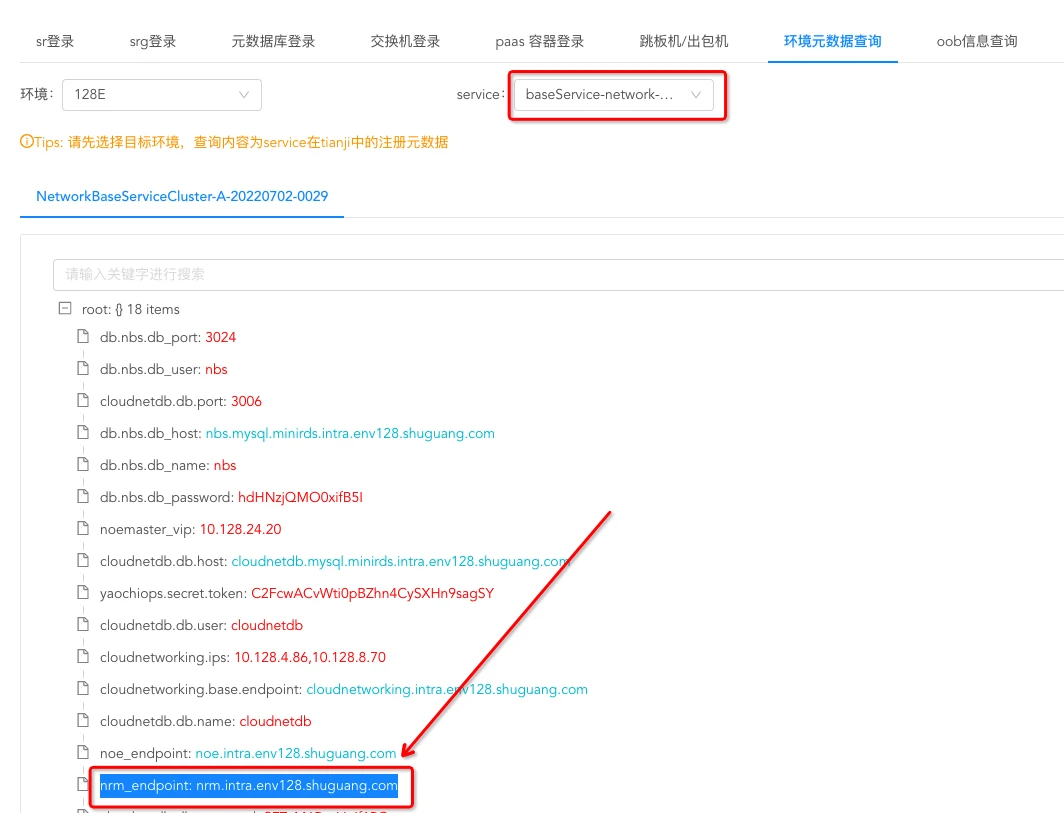 sr登录 srg登录 元数据库登录 交换机登录 paas 容器登录 跳板机/出包机 环境元数据查询 oob信息查询
环境: 128E service: baseService-network-...
Tips: 请先选择目标环境，查询内容为service在tianji中的注册元数据
NetworkBaseServiceCluster-A-20220702-0029
请输入关键字进行搜索
root: {} 18 items
db.nbs.db_port: 3024
db.nbs.db_user: nbs
cloudnetdb.db.port: 3006
db.nbs.db_host: nbs.mysql.minirds.intra.env128.shuguang.com
db.nbs.db_name: nbs
db.nbs.db_password: hdHNzjQMO0xifB5I
noemaster_vip: 10.128.24.20
cloudnetdb.db.host: cloudnetdb.mysql.minirds.intra.env128.shuguang.com
yaochiops.secret.token: C2FcwACvWti0pBZhn4CySXHn9sagSY
cloudnetdb.db.user: cloudnetdb
cloudnetworking.ips: 10.128.4.86,10.128.8.70
cloudnetworking.base.endpoint: cloudnetworking.intra.env128.shuguang.com
cloudnetdb.db.name: cloudnetdb
noe_endpoint: noe.intra.env128.shuguang.com
nrm_endpoint: nrm.intra.env128.shuguang.com